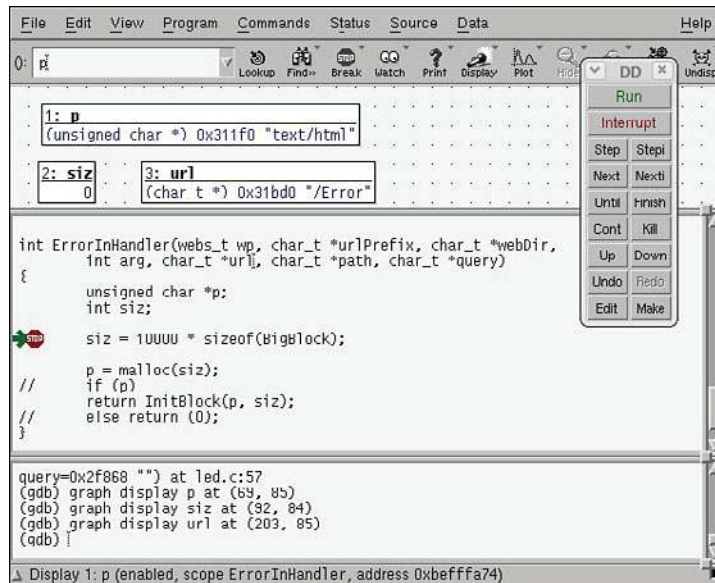 File Edit View Program Commands Status Source Data Help
(): p
Lookup Find» Break Watch Print Display Plot Hide Undisp
DD
Run
Interrupt
Step Stepi
Next Nexti
Until Finish
Cont Kill
Up Down
Undo Redo
Edit Make
1: p
(unsigned char *) 0x311f0 "text/html"
2: siz
0
3: url
(char t *) 0x31bd0 "/Error"
int ErrorInHandler(webs_t wp, char_t *urlPrefix, char_t *webDir,
int arg, char_t *url, char_t *path, char_t *query)
{
unsigned char *p;
int siz;
STOP siz = 10000 * sizeof(BigBlock);
p = malloc(siz);
// if (p)
return InitBlock(p, siz);
// else return (0);
}
query=0x2f868 "") at led.c:57
(gdb) graph display p at (69, 85)
(gdb) graph display siz at (92, 84)
(gdb) graph display url at (203, 85)
(gdb)
Display 1: p (enabled, scope ErrorInHandler, address 0xbefffa74)